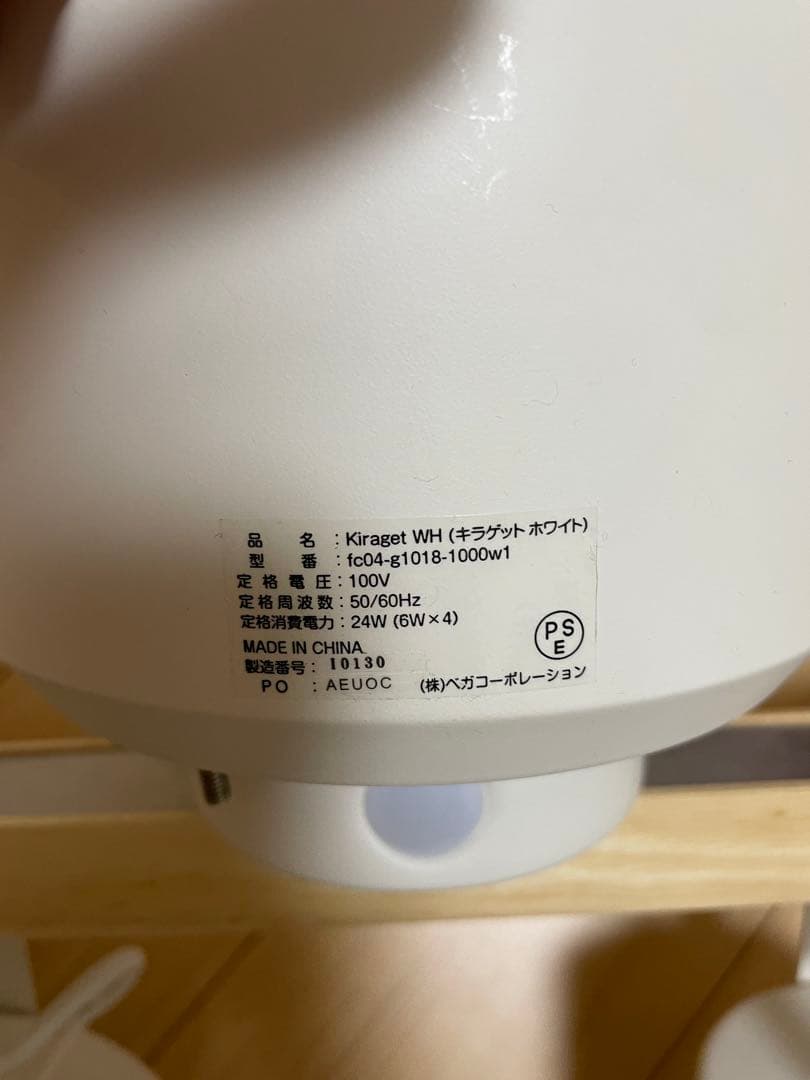 品名：Kiraget WH（キラゲット ホワイト）
型番：fc04-g1018-1000w1
定格電圧：100V
定格周波数：50/60Hz
定格消費電力：24W（6W×4）
MADE IN CHINA
製造番号：10130
PO：AEUOC （株）ベガコーポレーション
PSE